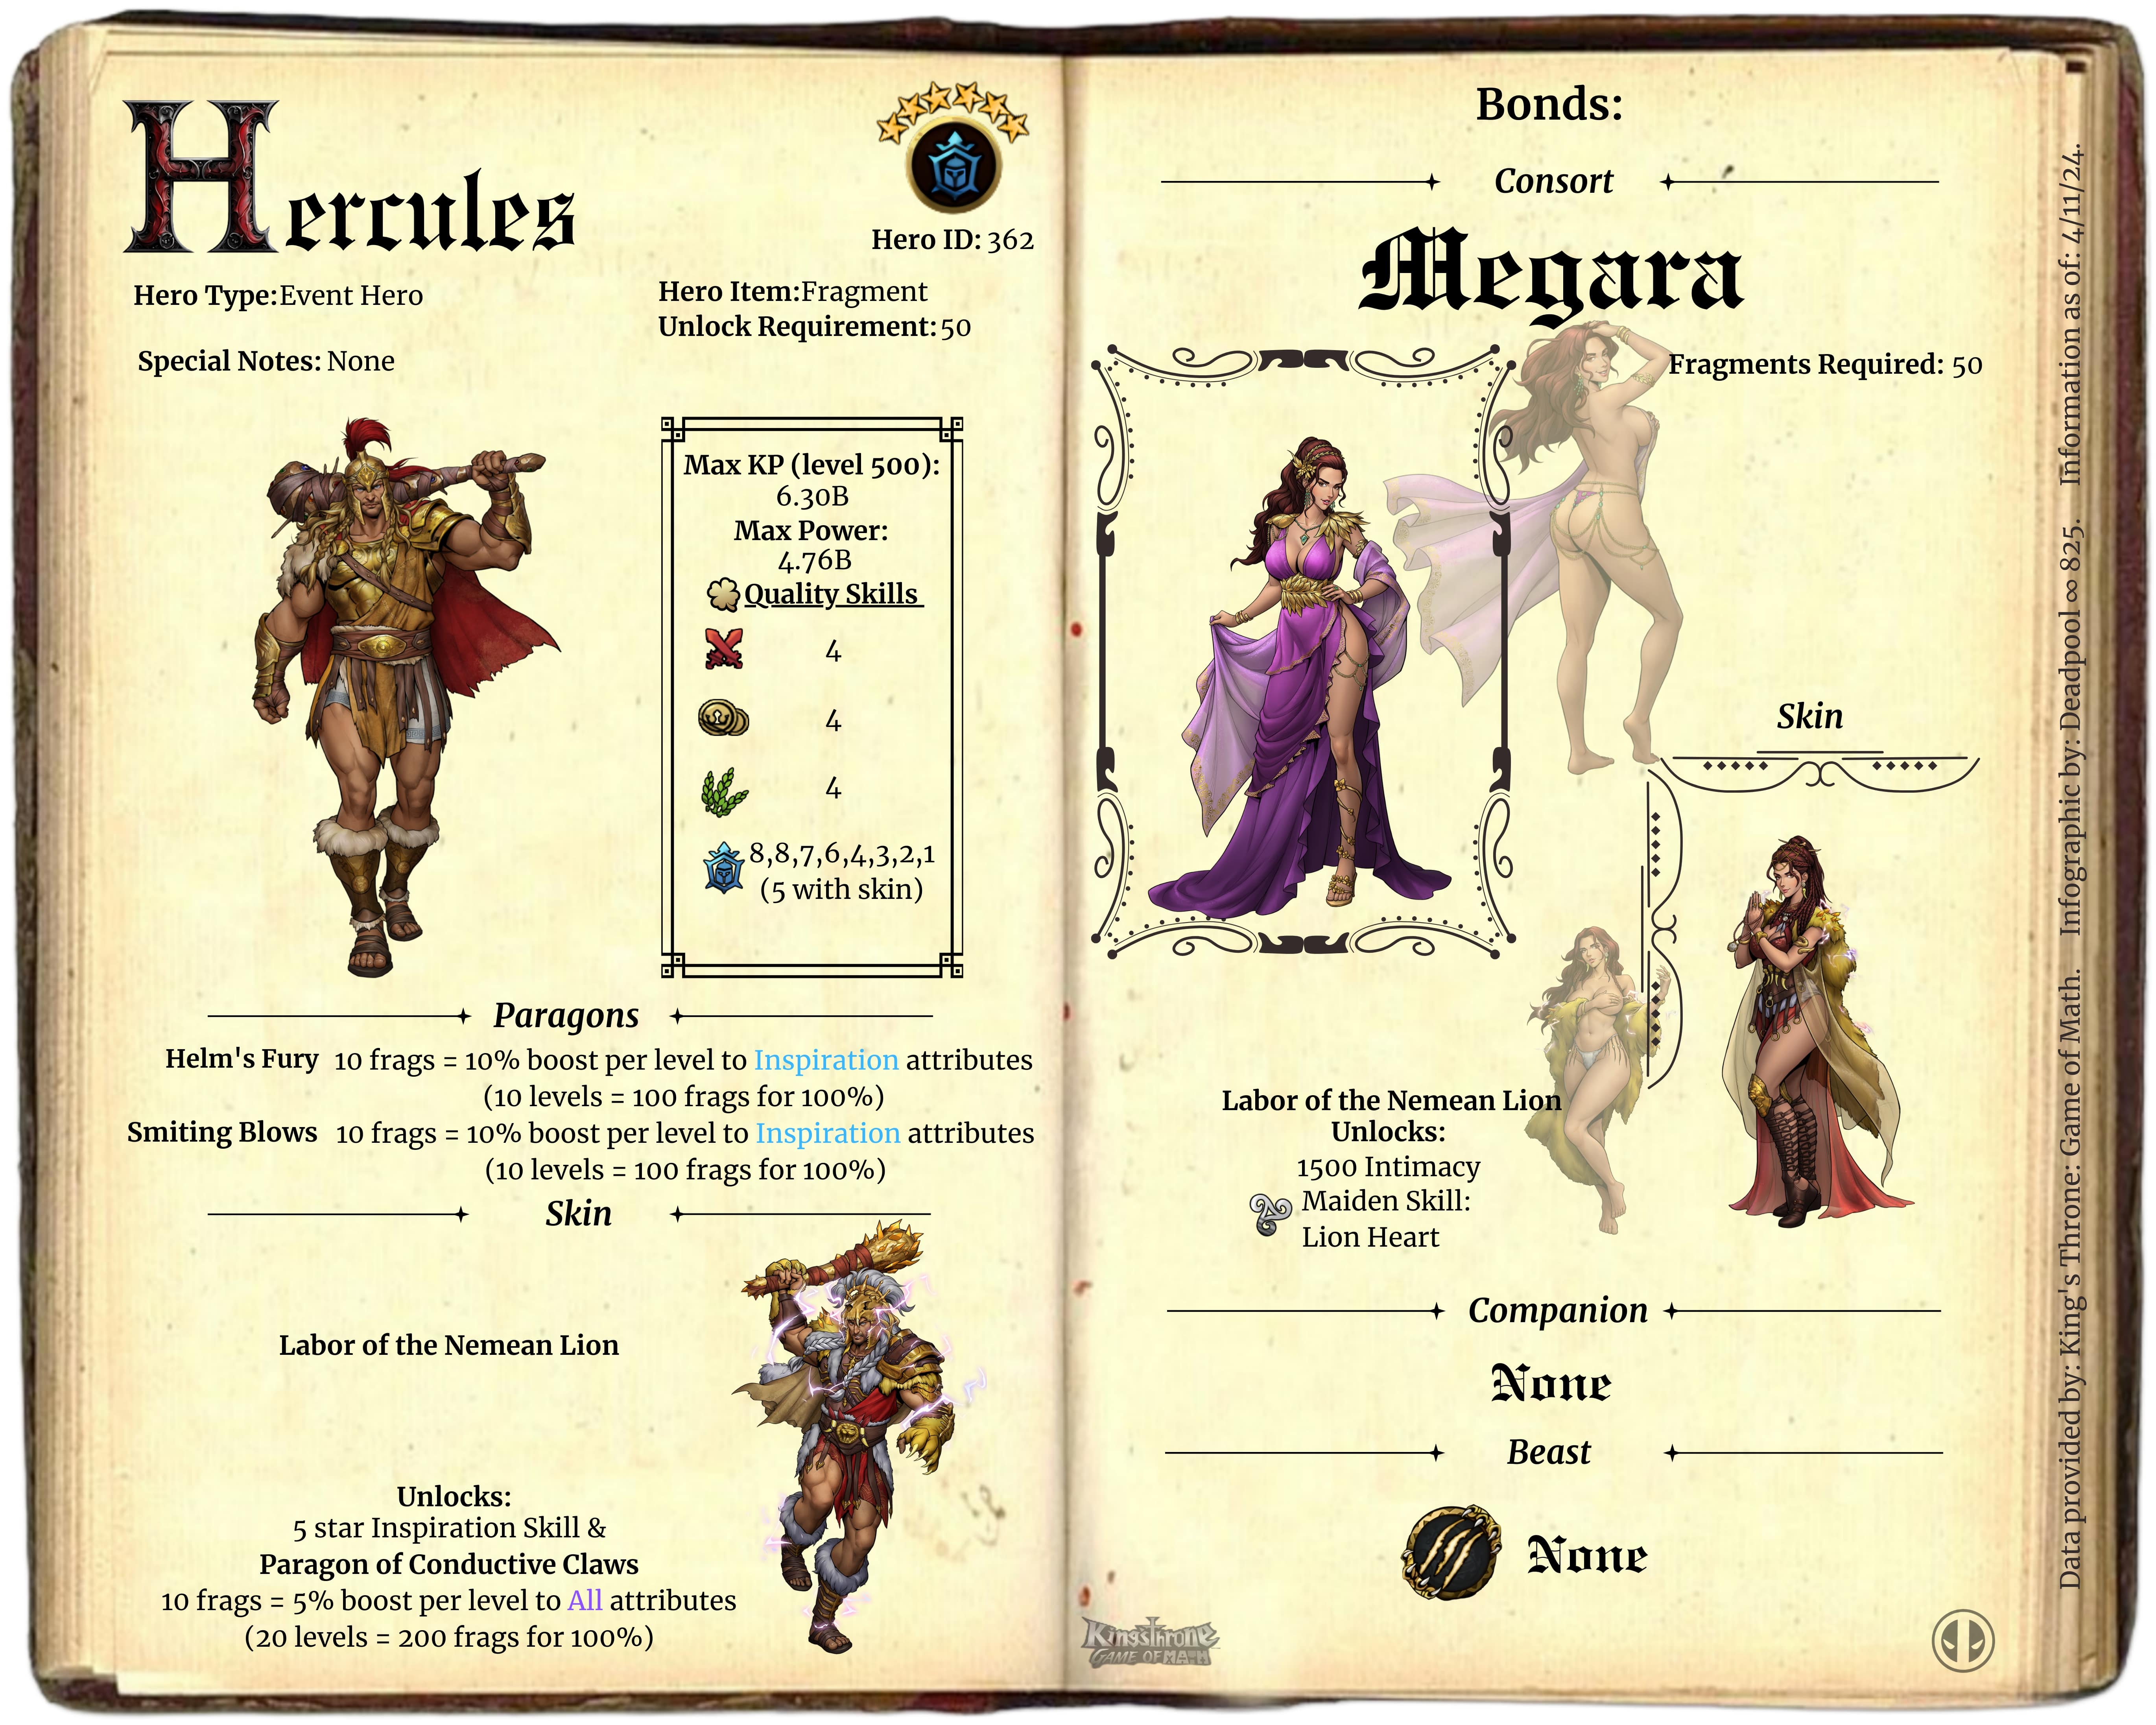 Hercules
Hero ID: 362
Hero Type: Event Hero
Hero Item: Fragment
Unlock Requirement: 50
Special Notes: None
Max KP (level 500):
6.30B
Max Power:
4.76B
Quality Skills
4
4
4
8,8,7,6,4,3,2,1
(5 with skin)
Paragons
Helm's Fury 10 frags = 10% boost per level to Inspiration attributes
(10 levels = 100 frags for 100%)
Smiting Blows 10 frags = 10% boost per level to Inspiration attributes
(10 levels = 100 frags for 100%)
Skin
Labor of the Nemean Lion
Unlocks:
5 star Inspiration Skill &
Paragon of Conductive Claws
10 frags = 5% boost per level to All attributes
(20 levels = 200 frags for 100%)
Bonds:
Consort
Megara
Fragments Required: 50
Skin
Labor of the Nemean Lion
Unlocks:
1500 Intimacy
Maiden Skill:
Lion Heart
Companion
None
Beast
None
KingsThrone
GAME OF MATH
Data provided by: King's Throne: Game of Math. Infographic by: Deadpool∞825. Information as of: 4/11/24.